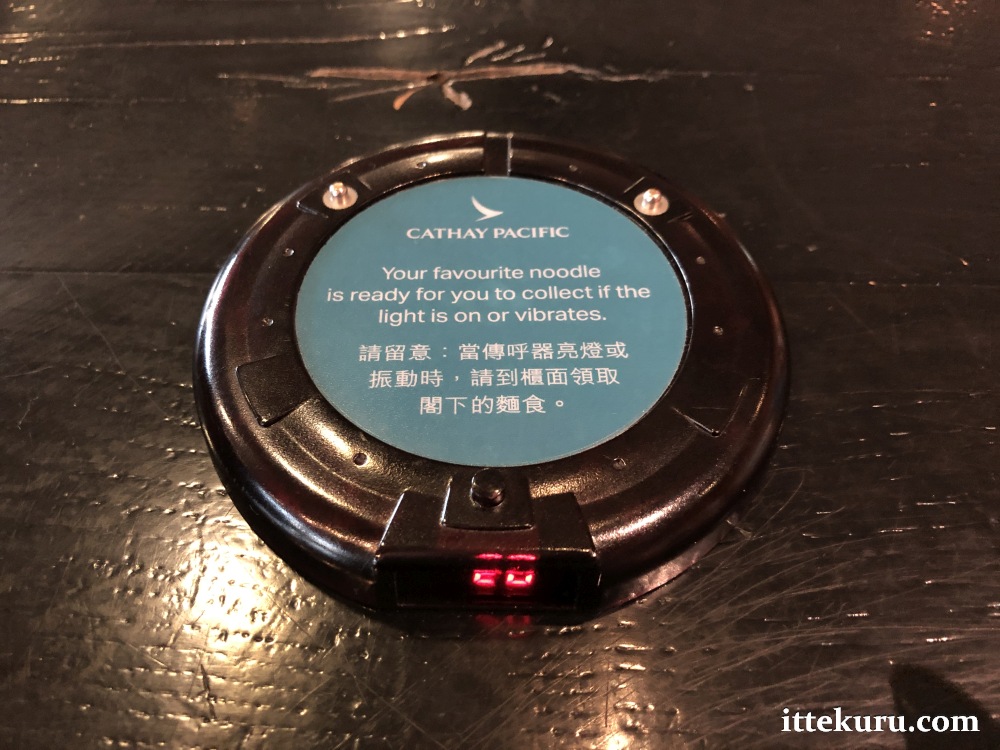 CATHAY PACIFIC
Your favourite noodle
is ready for you to collect if the
light is on or vibrates.
請留意：當傳呼器亮燈或
振動時，請到櫃面領取
閣下的麵食。
ittekuru.com